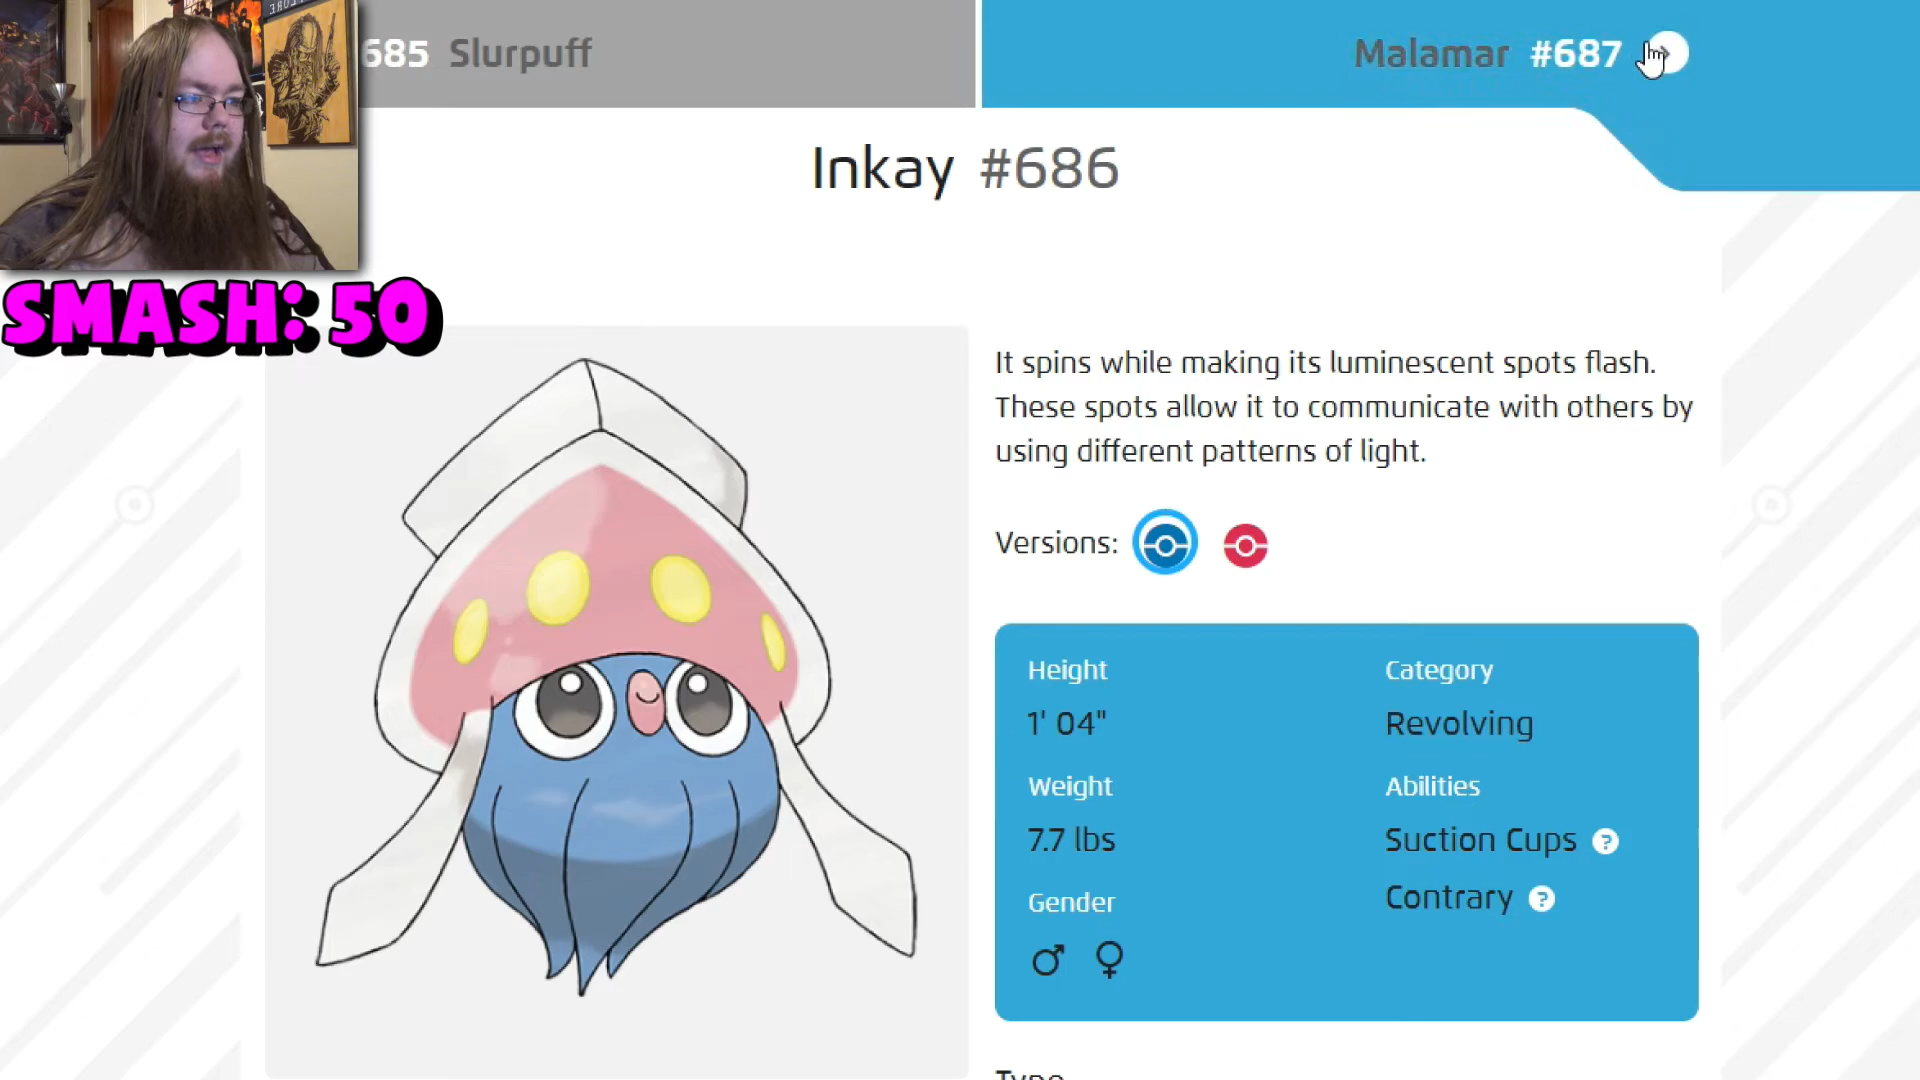 685 Slurpuff
Malamar #687
Inkay #686
SMASH: 50
It spins while making its luminescent spots flash.
These spots allow it to communicate with others by
using different patterns of light.
Versions:
Height
1' 04"
Weight
7.7 lbs
Gender
Category
Revolving
Abilities
Suction Cups ?
Contrary ?